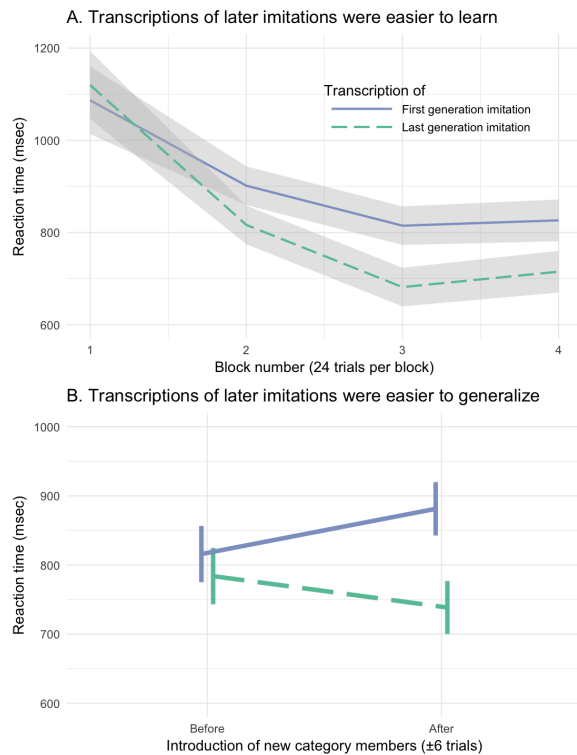 A. Transcriptions of later imitations were easier to learn
1200
1000
800
600
Reaction time (msec)
Transcription of
First generation imitation
Last generation imitation
1 2 3 4
Block number (24 trials per block)
B. Transcriptions of later imitations were easier to generalize
1000
900
800
700
600
Reaction time (msec)
Before After
Introduction of new category members (±6 trials)